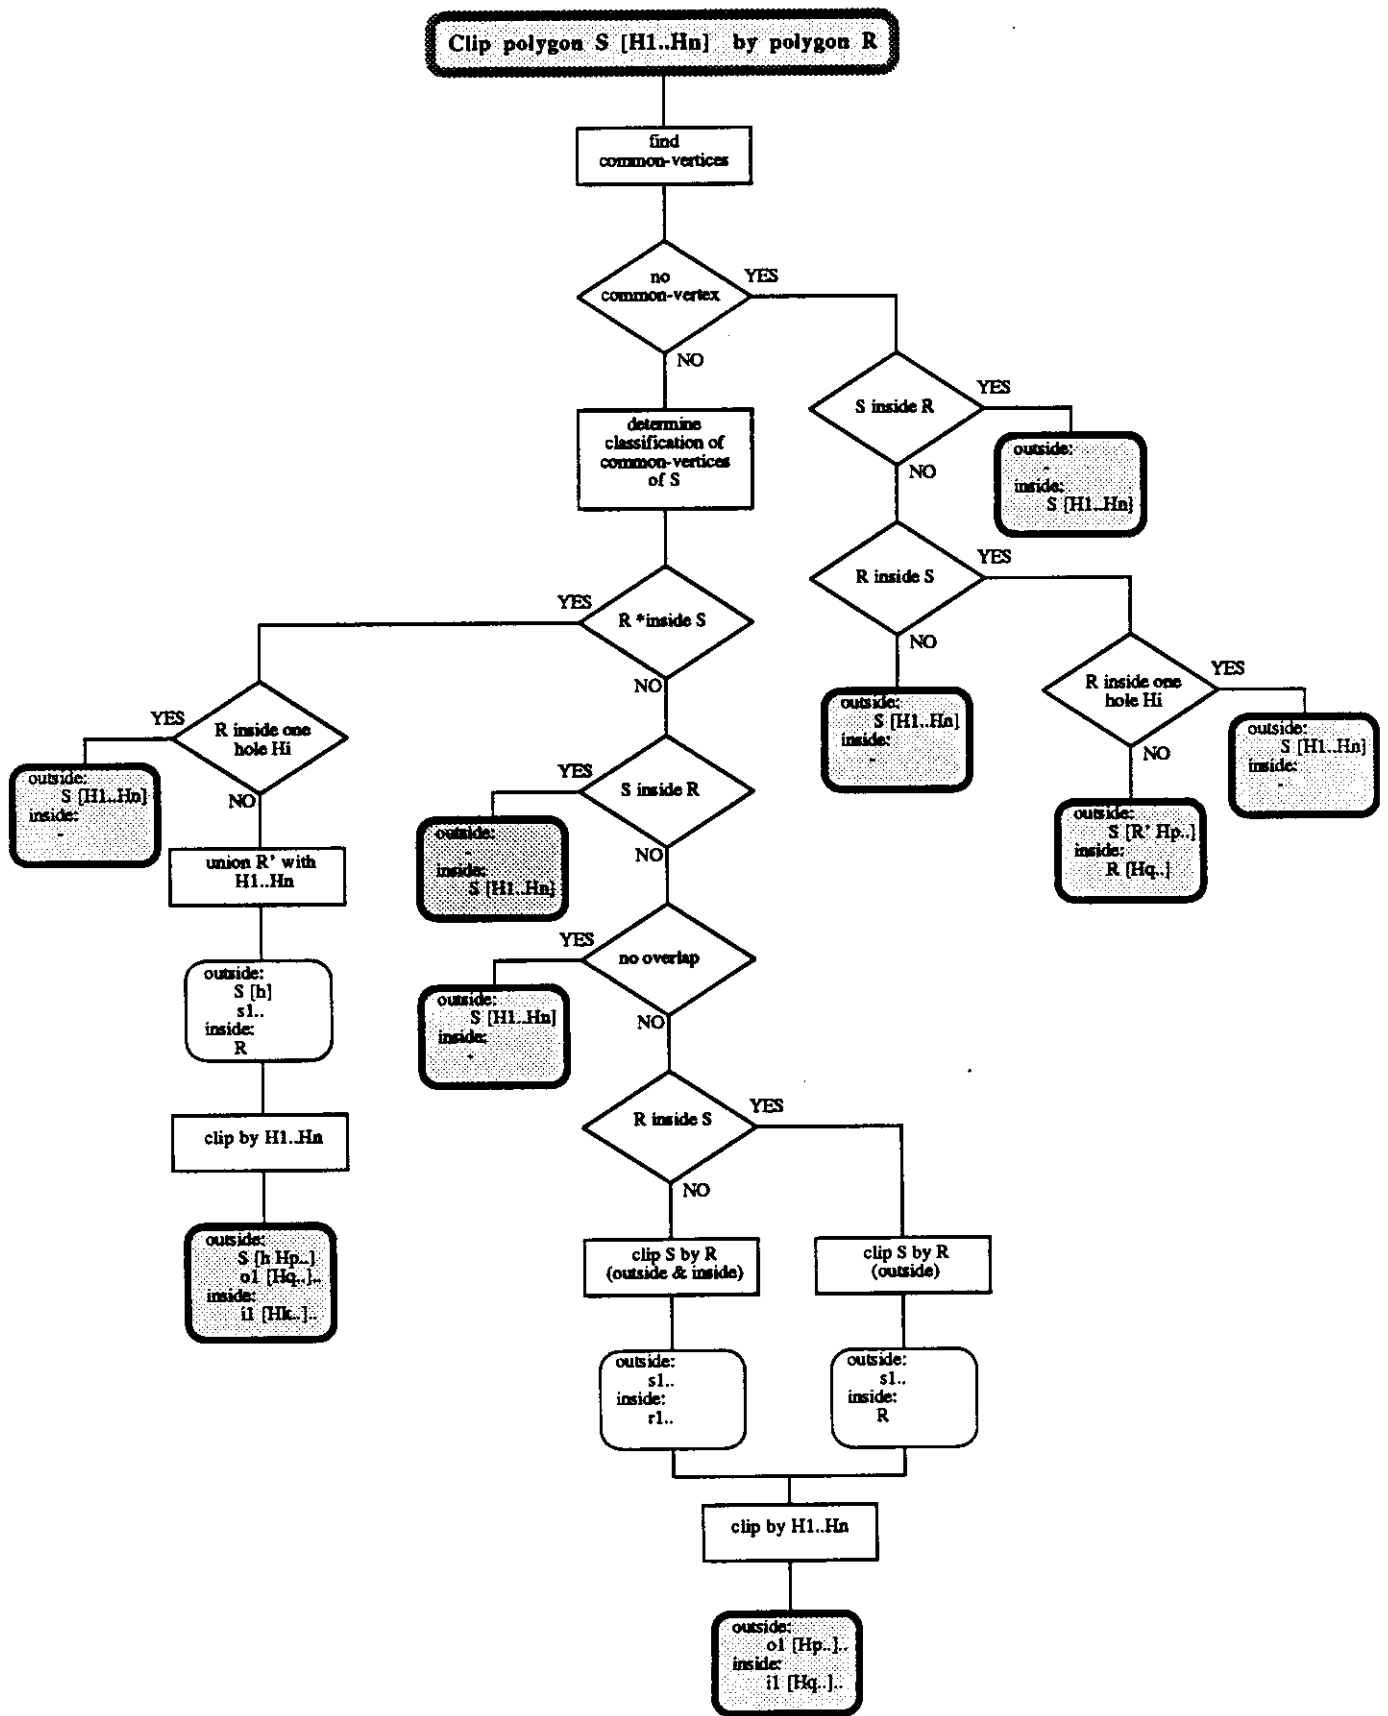 Clip polygon S [H1..Hn] by polygon R
find
common-vertices
no
common-vertex
YES
NO
S inside R
YES
NO
outside:
-
inside:
S [H1..Hn]
determine
classification of
common-vertices
of S
R inside S
YES
NO
R *inside S
YES
NO
outside:
S [H1..Hn]
inside:
-
R inside one
hole Hi
YES
NO
outside:
S [H1..Hn]
inside:
-
outside:
S [R' Hp..]
inside:
R [Hq..]
R inside one
hole Hi
YES
NO
outside:
S [H1..Hn]
inside:
-
S inside R
YES
NO
outside:
-
inside:
S [H1..Hn]
union R' with
H1..Hn
no overlap
YES
NO
outside:
S [H1..Hn]
inside:
-
outside:
S [h]
s1..
inside:
R
clip by H1..Hn
R inside S
YES
NO
outside:
S [h Hp..]
o1 [Hq..]..
inside:
i1 [Hk..]..
clip S by R
(outside & inside)
clip S by R
(outside)
outside:
s1..
inside:
r1..
outside:
s1..
inside:
R
clip by H1..Hn
outside:
o1 [Hp..]..
inside:
i1 [Hq..]..